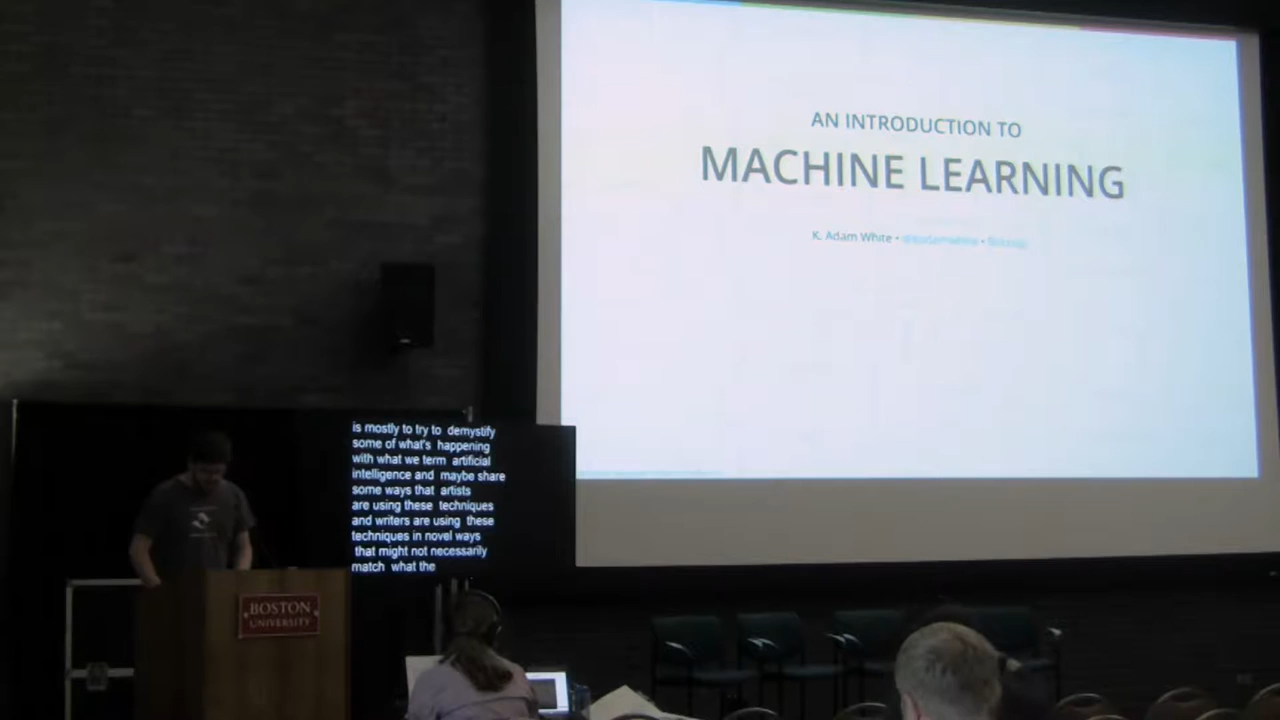 AN INTRODUCTION TO
MACHINE LEARNING
K. Adam White •
is mostly to try to demystify
some of what's happening
with what we term artificial
intelligence and maybe share
some ways that artists
are using these techniques
and writers are using these
techniques in novel ways
that might not necessarily
match what the
BOSTON
UNIVERSITY